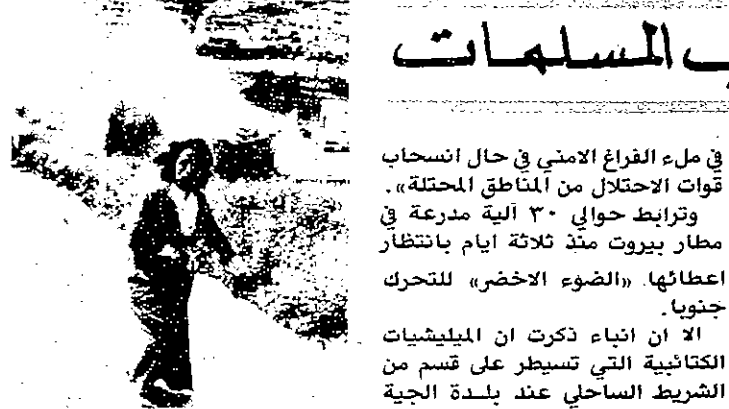 ب المسلمات
في ملء الفراغ الامني في حال انسحاب
قوات الاحتلال من المناطق المحتلة».
وترابط حوالي ٣٠ آلية مدرعة في
مطار بيروت منذ ثلاثة ايام بانتظار
اعطائها «الضوء الاخضر» للتحرك
جنوبا.
الا ان انباء ذكرت ان الميليشيات
الكتائبية التي تسيطر على قسم من
الشريط الساحلي عند بلدة الجية